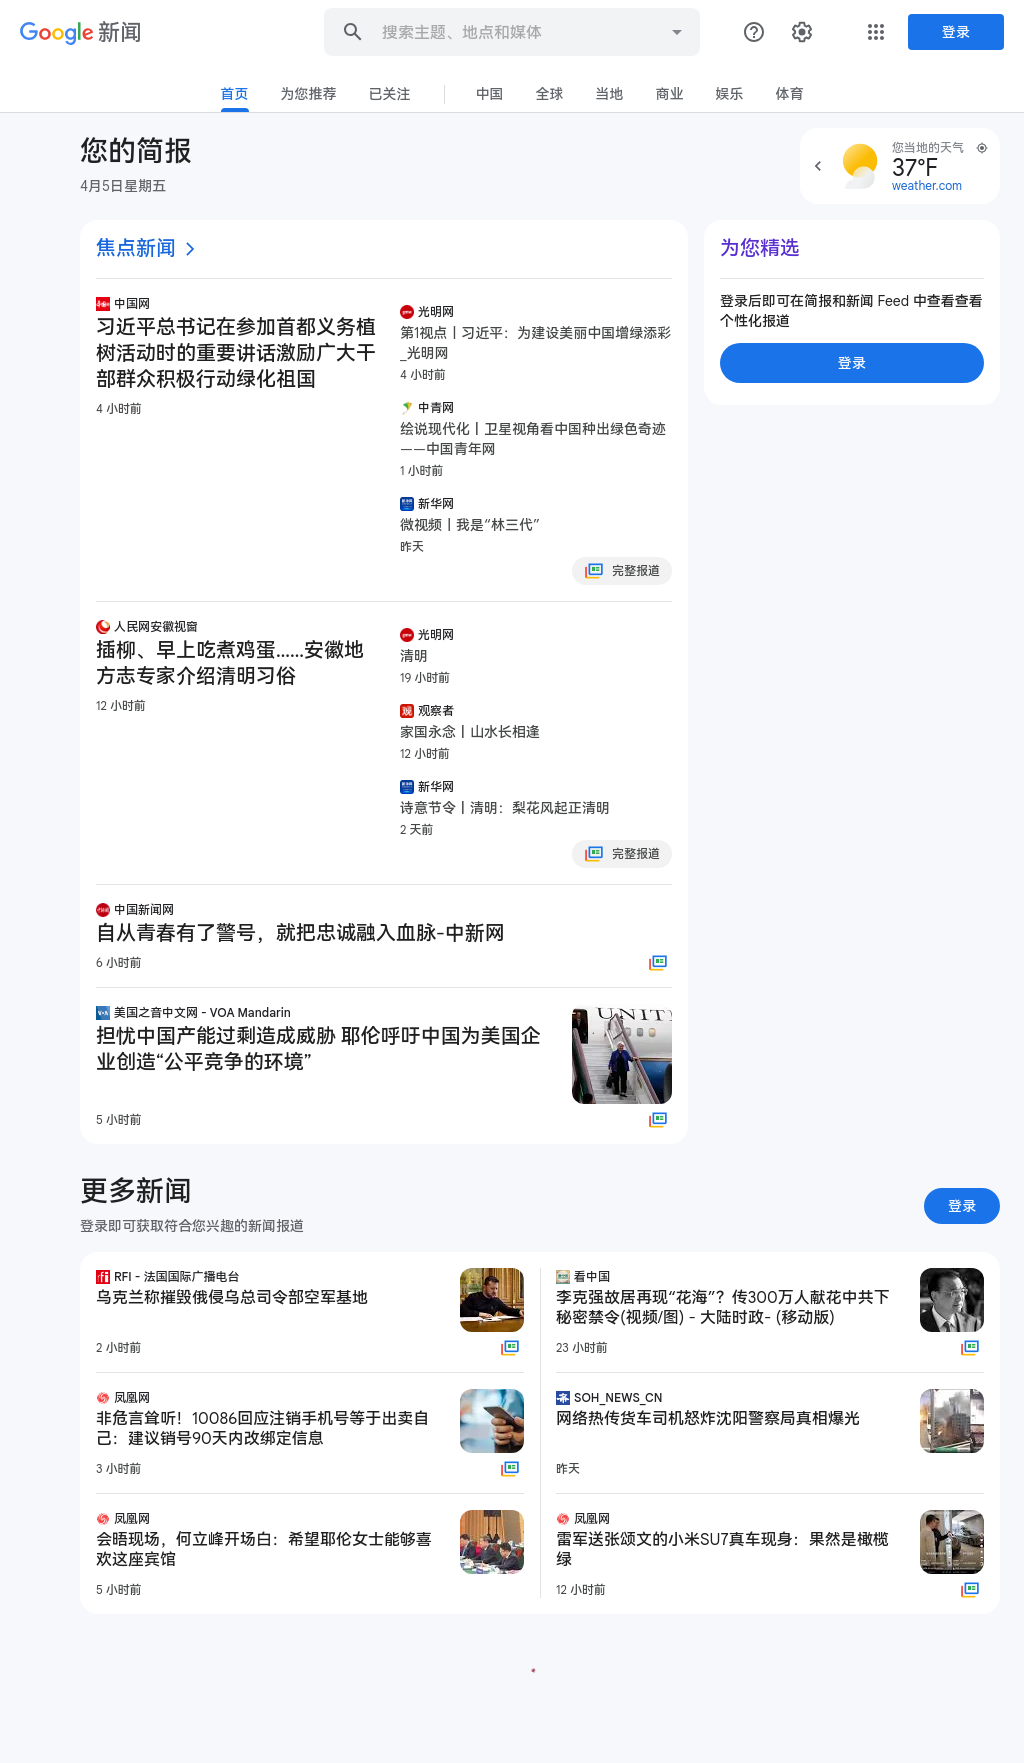 Google 新闻
搜索主题、地点和媒体
登录
首页
为您推荐
已关注
中国
全球
当地
商业
娱乐
体育
您的简报
4月5日星期五
您当地的天气
37°F
weather.com
焦点新闻
中国网
习近平总书记在参加首都义务植
树活动时的重要讲话激励广大干
部群众积极行动绿化祖国
4 小时前
光明网
第1视点丨习近平：为建设美丽中国增绿添彩
_光明网
4 小时前
中青网
绘说现代化丨卫星视角看中国种出绿色奇迹
——中国青年网
1 小时前
新华网
微视频丨我是“林三代”
昨天
完整报道
为您精选
登录后即可在简报和新闻 Feed 中查看查看
个性化报道
登录
人民网安徽视窗
插柳、早上吃煮鸡蛋......安徽地
方志专家介绍清明习俗
12 小时前
光明网
清明
19 小时前
观察者
家国永念丨山水长相逢
12 小时前
新华网
诗意节令丨清明：梨花风起正清明
2 天前
完整报道
中国新闻网
自从青春有了警号，就把忠诚融入血脉-中新网
6 小时前
美国之音中文网 - VOA Mandarin
担忧中国产能过剩造成威胁 耶伦呼吁中国为美国企
业创造“公平竞争的环境”
UNIT
5 小时前
更多新闻
登录即可获取符合您兴趣的新闻报道
登录
RFI - 法国国际广播电台
乌克兰称摧毁俄侵乌总司令部空军基地
2 小时前
看中国
李克强故居再现“花海”？传300万人献花中共下
秘密禁令(视频/图) - 大陆时政- (移动版)
23 小时前
凤凰网
非危言耸听！10086回应注销手机号等于出卖自
己：建议销号90天内改绑定信息
3 小时前
SOH_NEWS_CN
网络热传货车司机怒炸沈阳警察局真相爆光
昨天
凤凰网
会晤现场，何立峰开场白：希望耶伦女士能够喜
欢这座宾馆
5 小时前
凤凰网
雷军送张颂文的小米SU7真车现身：果然是橄榄
绿
12 小时前